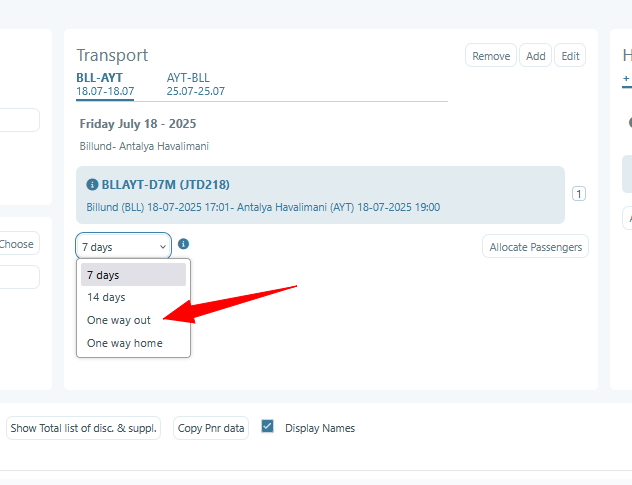 Transport
Remove
Add
Edit
BLL-AYT
18.07-18.07
AYT-BLL
25.07-25.07
Friday July 18 - 2025
Billund- Antalya Havalimani
BLLAYT-D7M (JTD218)
Billund (BLL) 18-07-2025 17:01- Antalya Havalimani (AYT) 18-07-2025 19:00
1
Choose
7 days
Allocate Passengers
7 days
14 days
One way out
One way home
Show Total list of disc. & suppl.
Copy Pnr data
Display Names
H
+